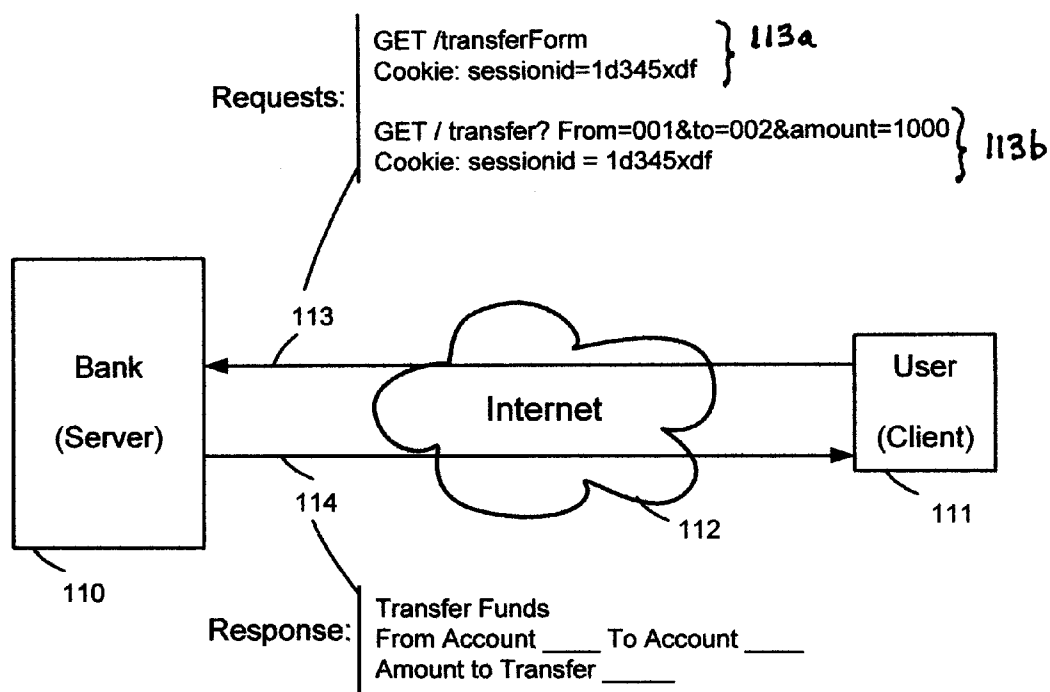 GET /transferForm
Cookie: sessionid=1d345xdf
113a
Requests:
GET / transfer? From=001&to=002&amount=1000
Cookie: sessionid = 1d345xdf
113b
113
Bank
(Server)
Internet
User
(Client)
114
112
111
110
Response:
Transfer Funds
From Account ____ To Account ____
Amount to Transfer _____